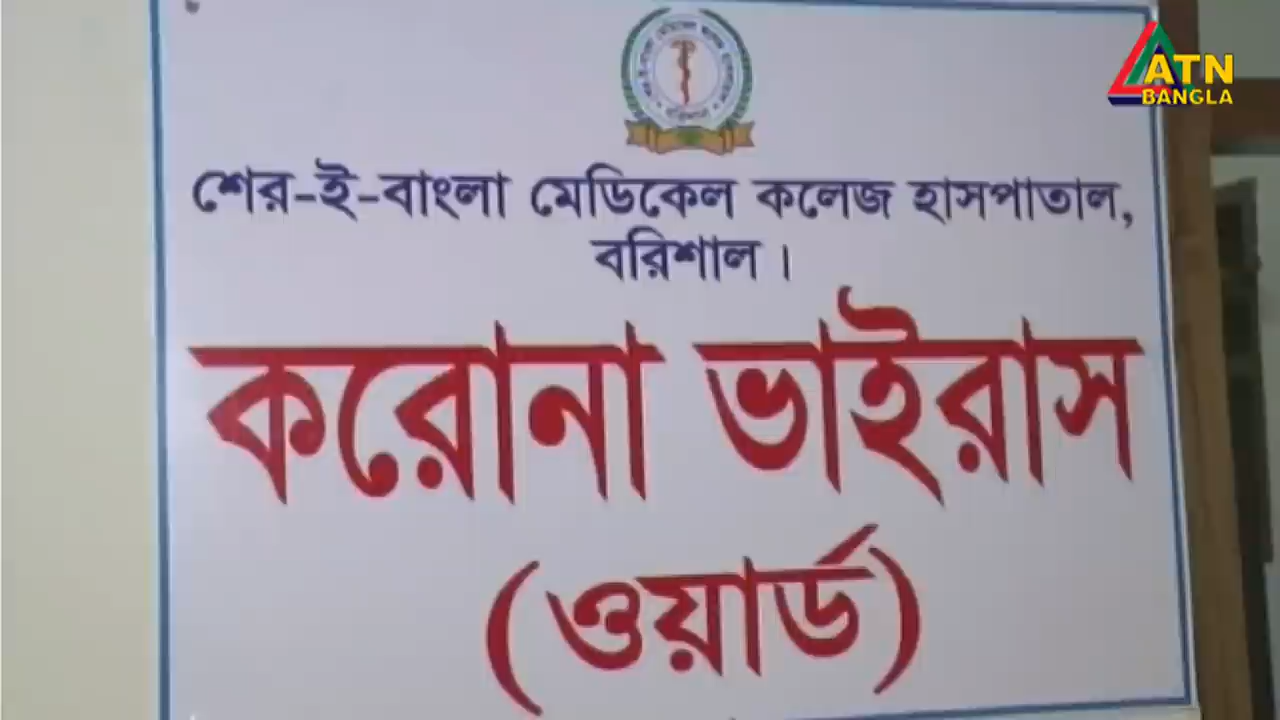 ATN
BANGLA
শের-ই-বাংলা মেডিকেল কলেজ হাসপাতাল,
বরিশাল।
করোনা ভাইরাস
(ওয়ার্ড)